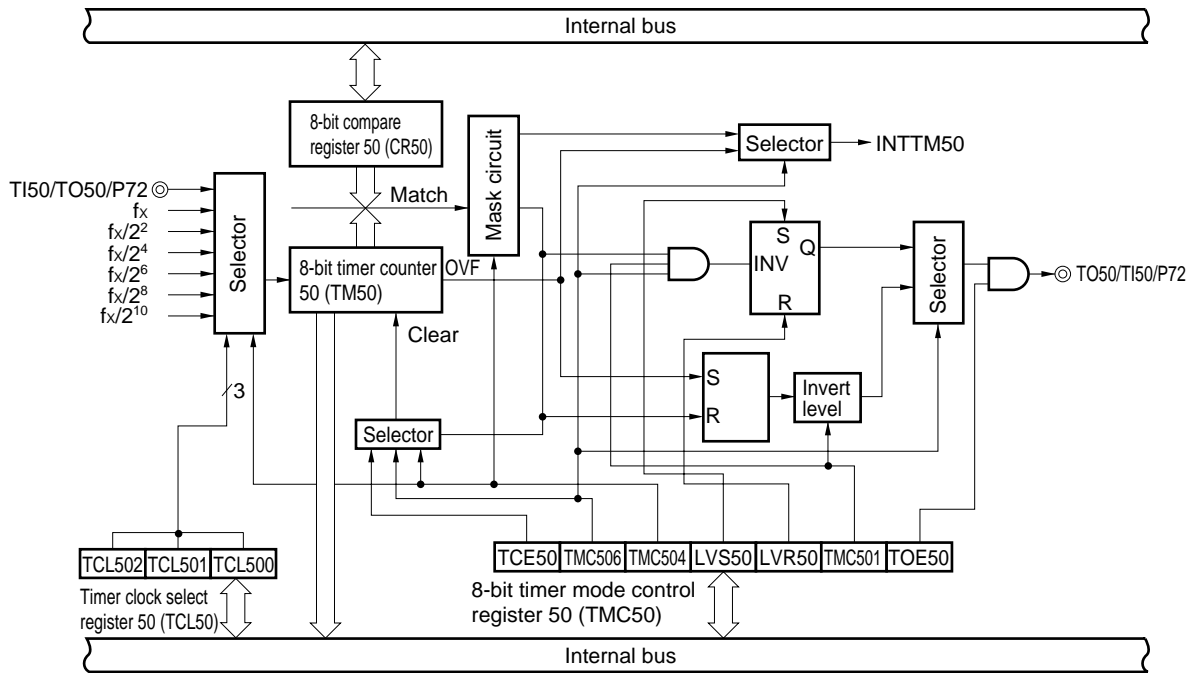 Internal bus
8-bit compare
register 50 (CR50)
Mask circuit
Selector
INTTM50
TI50/TO50/P72
Match
fX
fX/2²
fX/2⁴
fX/2⁶
fX/2⁸
fX/2¹⁰
Selector
8-bit timer counter
50 (TM50)
OVF
S
Q
INV
R
Selector
TO50/TI50/P72
Clear
3
Selector
S
R
Invert
level
TCL502 TCL501 TCL500
TCE50 TMC506 TMC504 LVS50 LVR50 TMC501 TOE50
Timer clock select
register 50 (TCL50)
8-bit timer mode control
register 50 (TMC50)
Internal bus